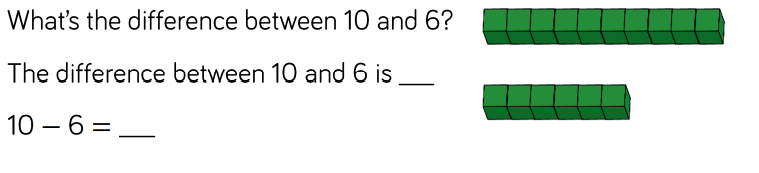 What's the difference between 10 and 6?
The difference between 10 and 6 is ___
10 – 6 = ___